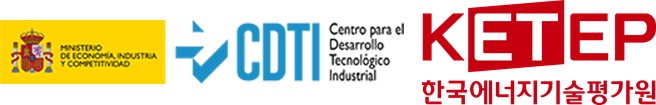 MINISTERIO
DE ECONOMÍA, INDUSTRIA
Y COMPETITIVIDAD
CDTI
Centro para el
Desarrollo
Tecnológico
Industrial
KETEP
한국에너지기술평가원